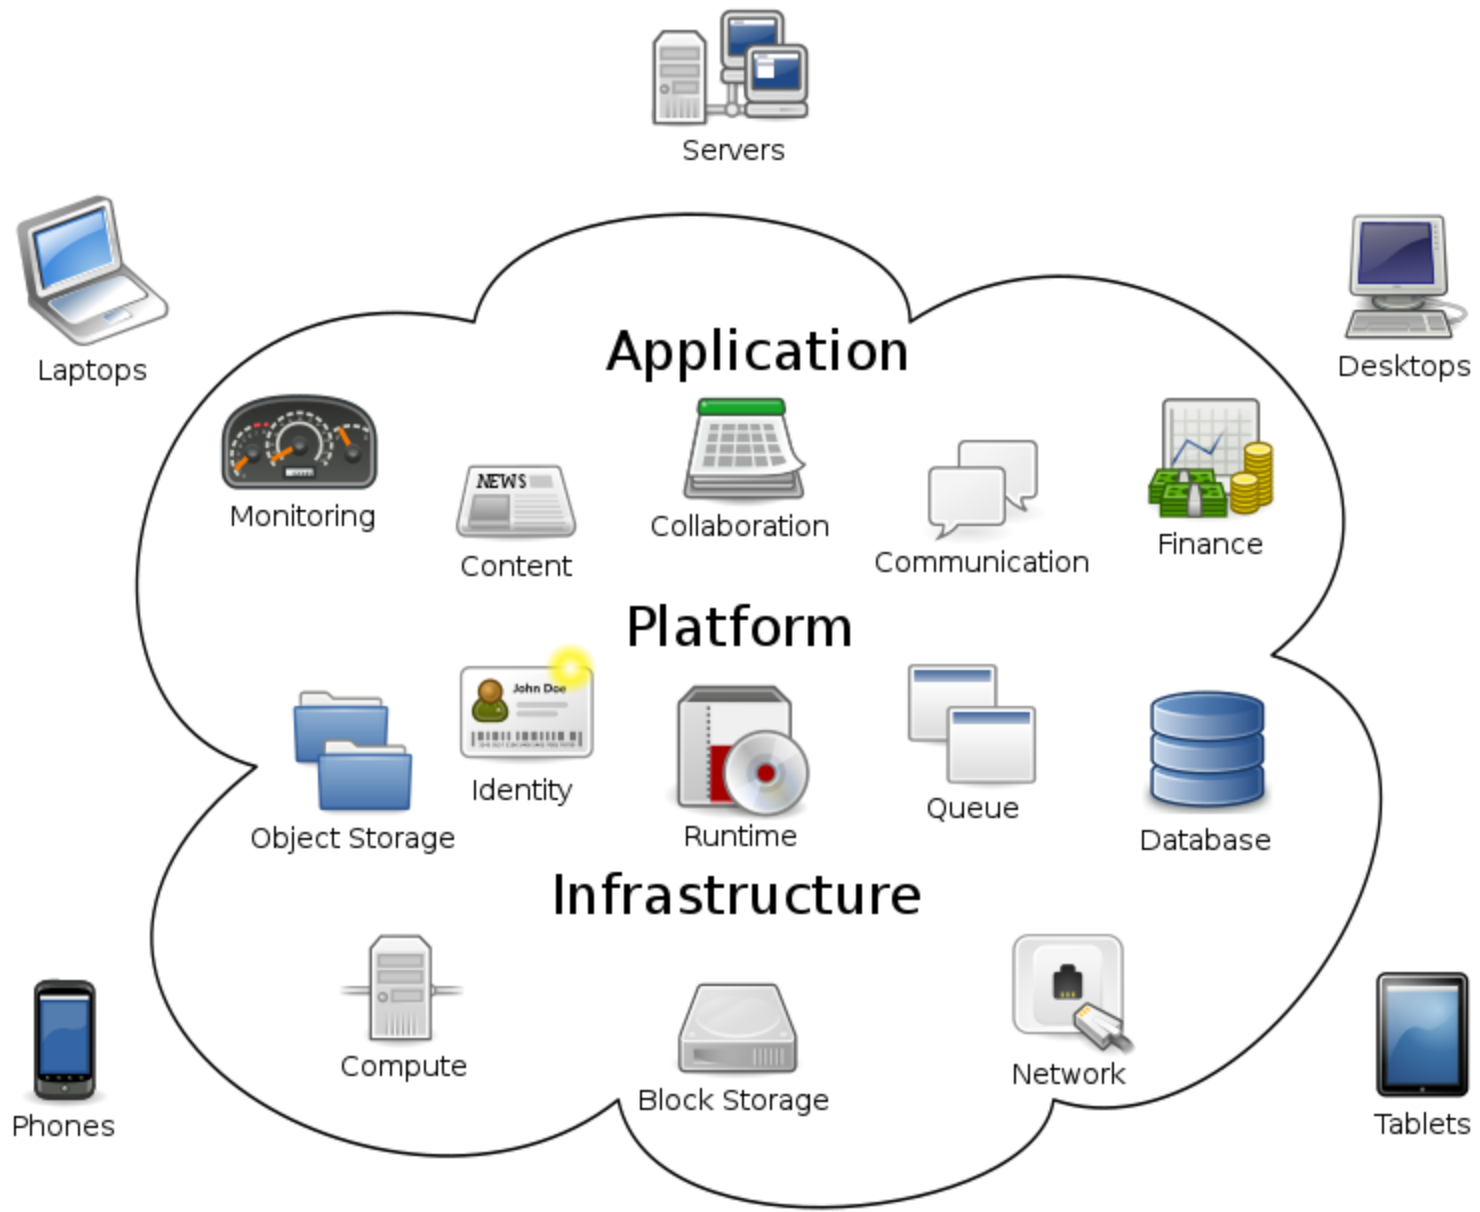 Servers
Laptops
Desktops
Application
Monitoring
NEWS
Content
Collaboration
Communication
Finance
Platform
Object Storage
John Doe
Identity
Runtime
Queue
Database
Infrastructure
Compute
Block Storage
Network
Phones
Tablets